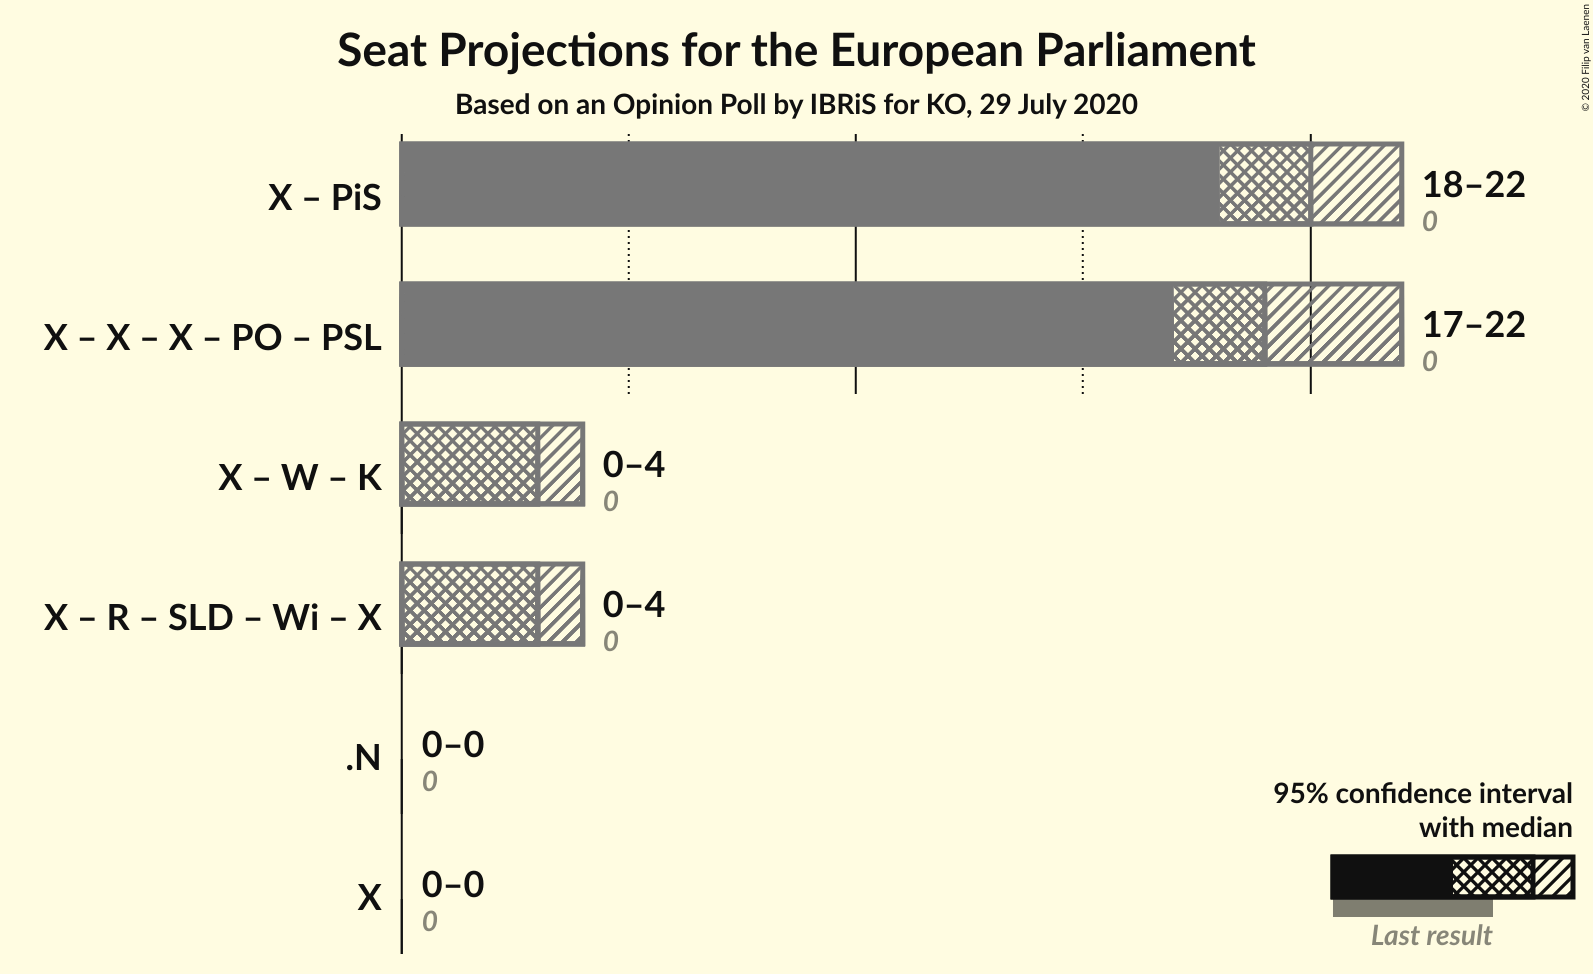 Seat Projections for the European Parliament
Based on an Opinion Poll by IBRiS for KO, 29 July 2020
© 2020 Filip van Laenen
X – PiS
18–22
0
X – X – X – PO – PSL
17–22
0
X – W – K
0–4
0
X – R – SLD – Wi – X
0–4
0
.N
0–0
0
X
0–0
0
95% confidence interval
with median
Last result